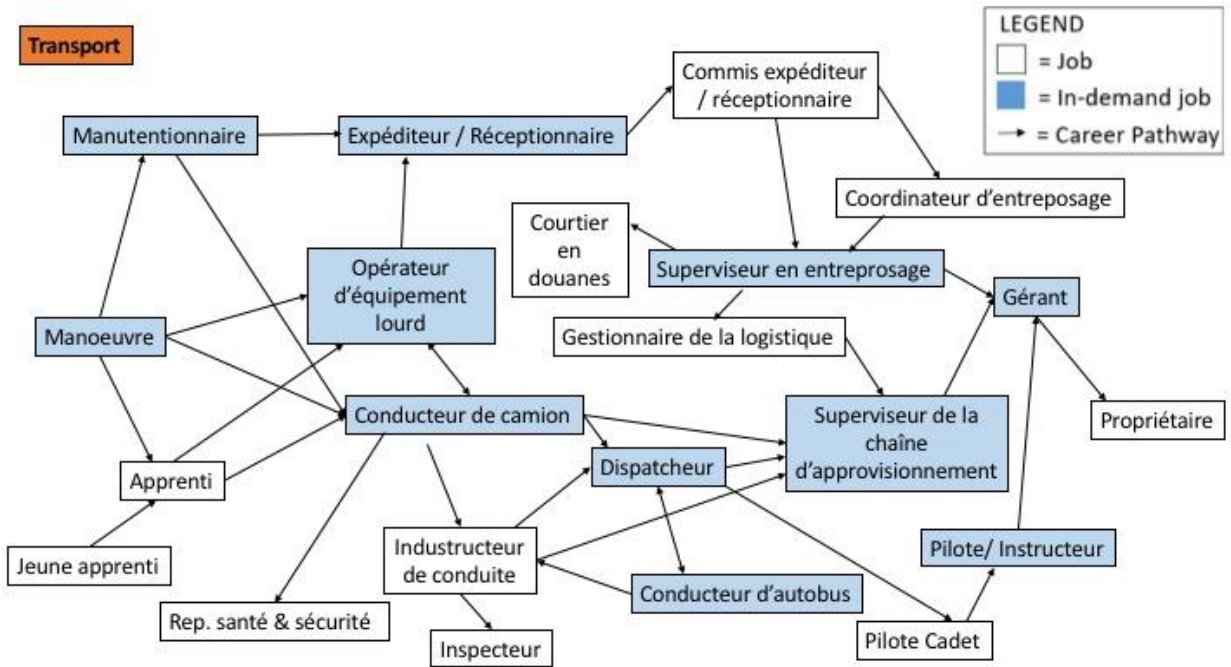 Transport
LEGEND
= Job
= In-demand job
= Career Pathway
Commis expéditeur
/ réceptionnaire
Manutentionnaire
Expéditeur / Réceptionnaire
Coordinateur d'entreposage
Courtier
en
douanes
Opérateur
d'équipement
lourd
Superviseur en entreprosage
Gérant
Manoeuvre
Gestionnaire de la logistique
Conducteur de camion
Superviseur de la
chaîne
d'approvisionnement
Propriétaire
Dispatcheur
Apprenti
Jeune apprenti
Industructeur
de conduite
Pilote/ Instructeur
Conducteur d'autobus
Rep. santé & sécurité
Inspecteur
Pilote Cadet